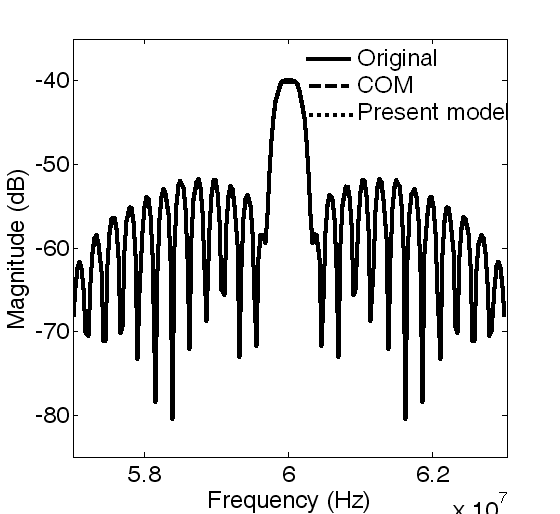 Original
COM
Present model
-40
-50
-60
-70
-80
Magnitude (dB)
5.8 6 6.2
Frequency (Hz)
x 10^7